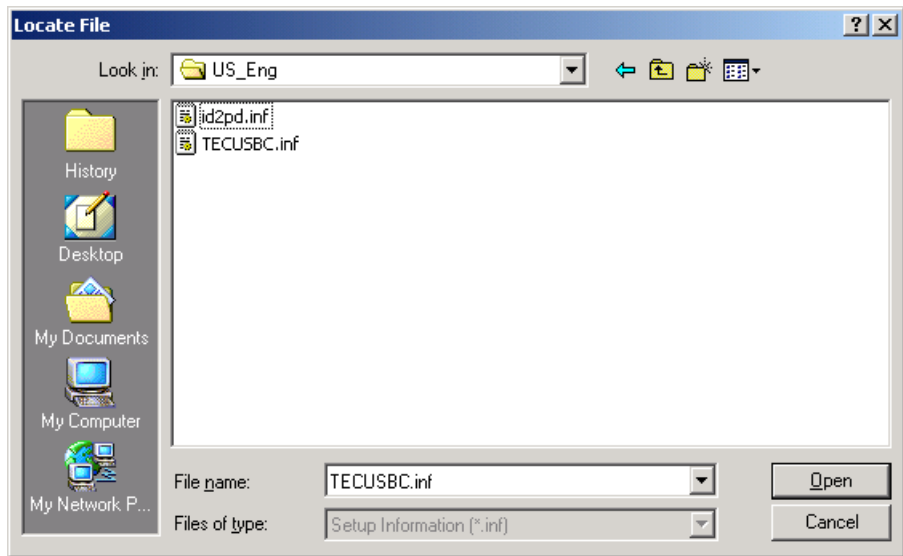 Locate File
Look in:
US_Eng
id2pd.inf
TECUSBC.inf
History
Desktop
My Documents
My Computer
My Network P...
File name:
TECUSBC.inf
Open
Files of type:
Setup Information (*.inf)
Cancel